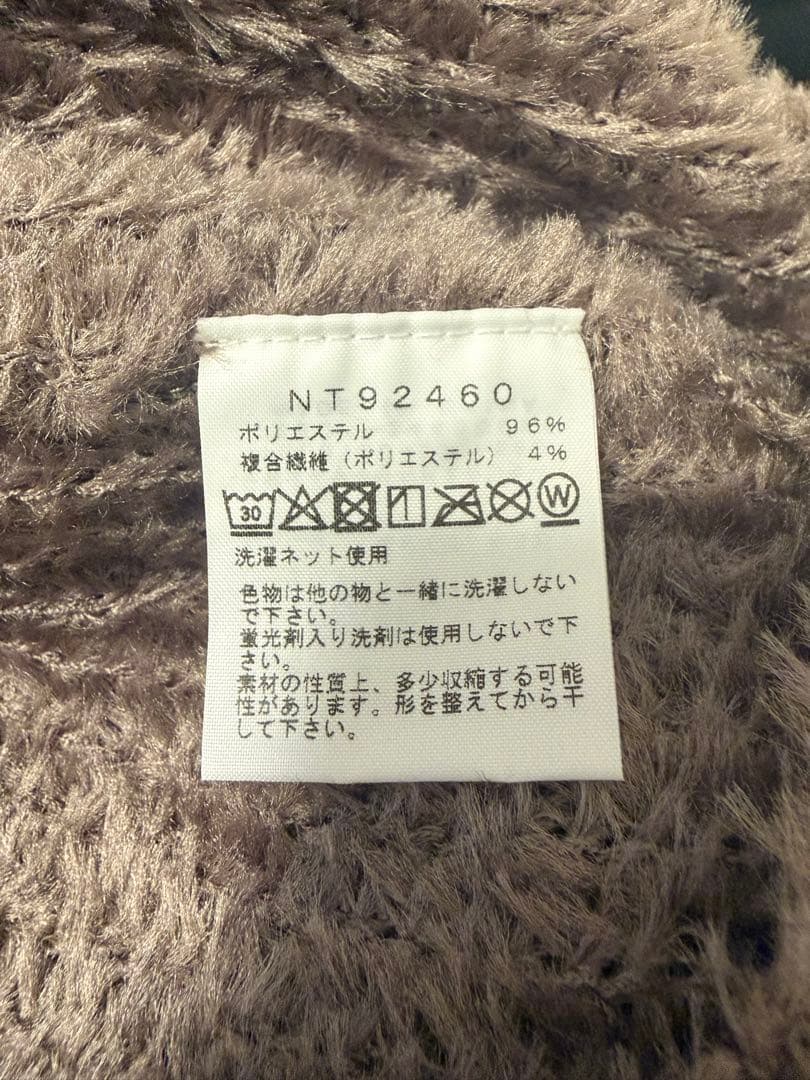 NT92460
ポリエステル 96%
複合繊維（ポリエステル） 4%
30 W
洗濯ネット使用
色物は他の物と一緒に洗濯しない
で下さい。
蛍光剤入り洗剤は使用しないで下
さい。
素材の性質上、多少収縮する可能
性があります。形を整えてから干
して下さい。